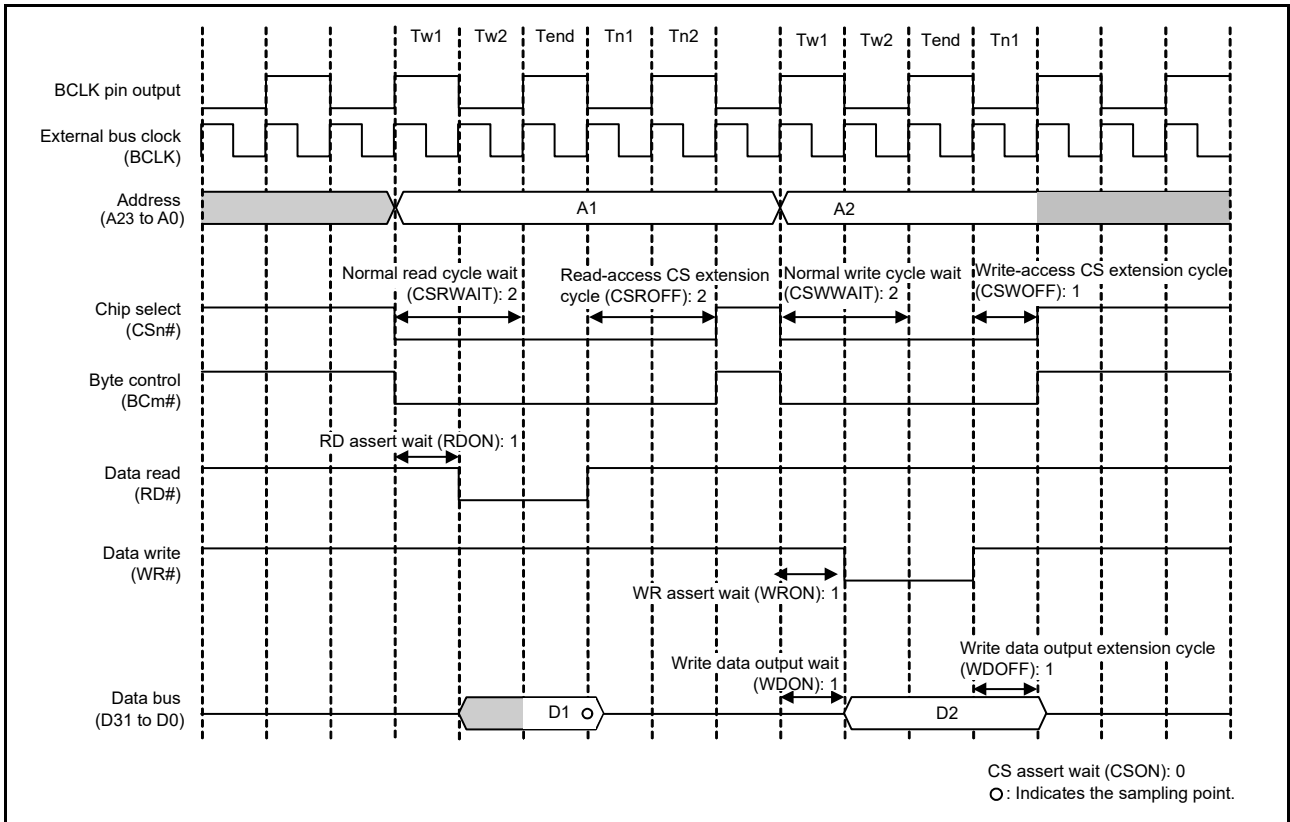 Tw1 Tw2 Tend Tn1 Tn2 Tw1 Tw2 Tend Tn1
BCLK pin output
External bus clock
(BCLK)
Address
(A23 to A0)
A1
A2
Normal read cycle wait
(CSRWAIT): 2
Read-access CS extension
cycle (CSROFF): 2
Normal write cycle wait
(CSWWAIT): 2
Write-access CS extension cycle
(CSWOFF): 1
Chip select
(CSn#)
Byte control
(BCm#)
RD assert wait (RDON): 1
Data read
(RD#)
Data write
(WR#)
WR assert wait (WRON): 1
Write data output wait
(WDON): 1
Write data output extension cycle
(WDOFF): 1
Data bus
(D31 to D0)
D1
D2
CS assert wait (CSON): 0
: Indicates the sampling point.